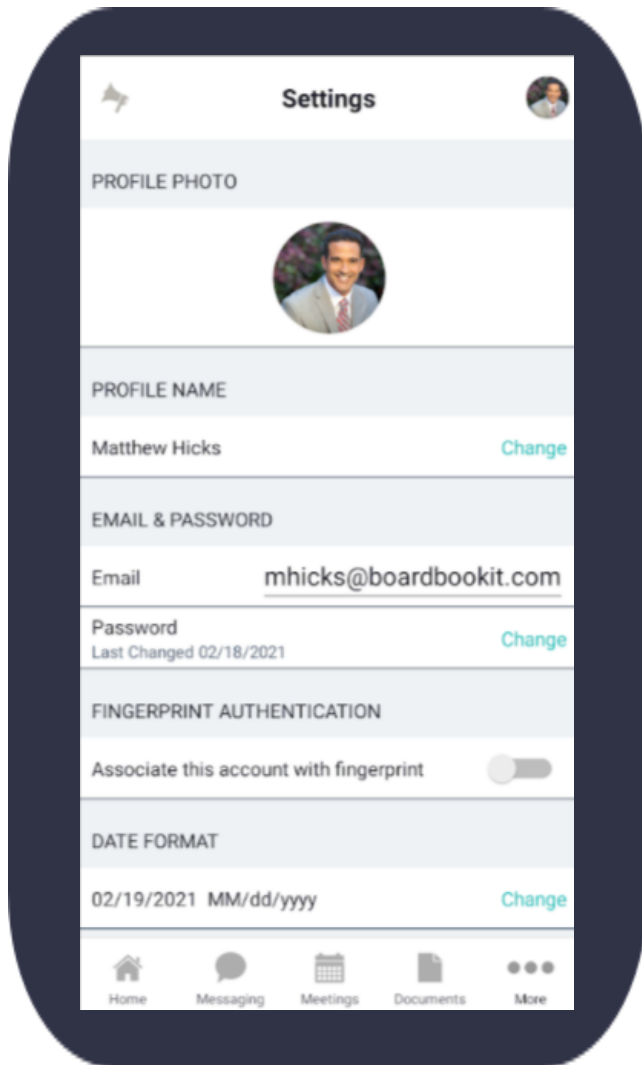 Settings
PROFILE PHOTO
PROFILE NAME
Matthew Hicks Change
EMAIL & PASSWORD
Email mhicks@boardbookit.com
Password
Last Changed 02/18/2021 Change
FINGERPRINT AUTHENTICATION
Associate this account with fingerprint
DATE FORMAT
02/19/2021 MM/dd/yyyy Change
Home Messaging Meetings Documents More